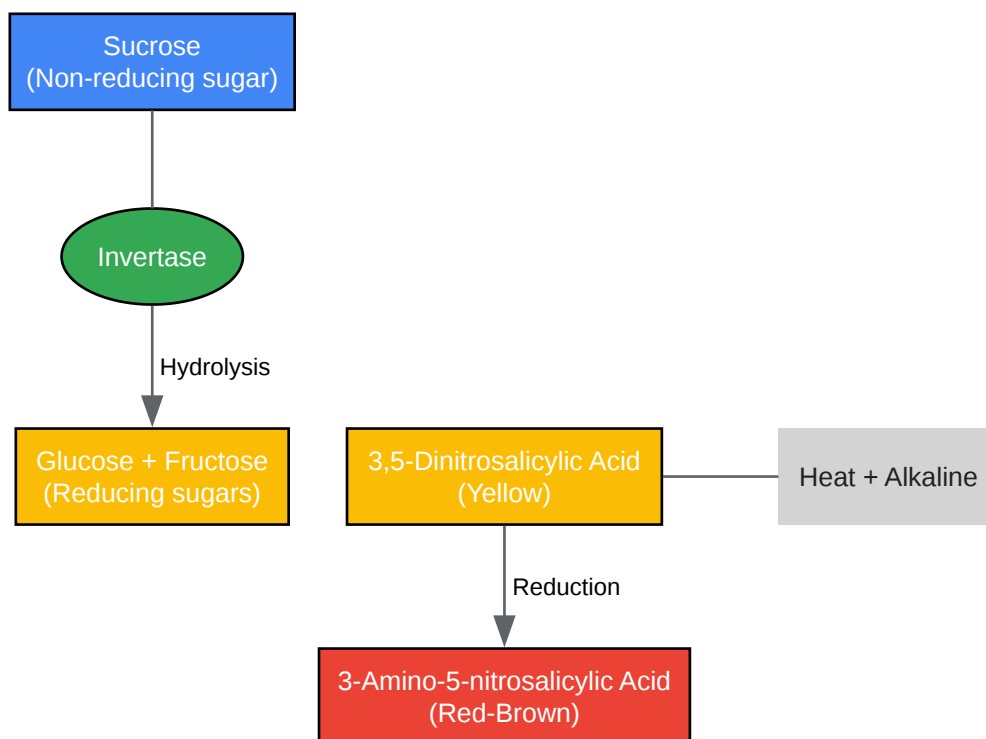 Sucrose
(Non-reducing sugar)
Invertase
Hydrolysis
Glucose + Fructose
(Reducing sugars)
3,5-Dinitrosalicylic Acid
(Yellow)
Heat + Alkaline
Reduction
3-Amino-5-nitrosalicylic Acid
(Red-Brown)